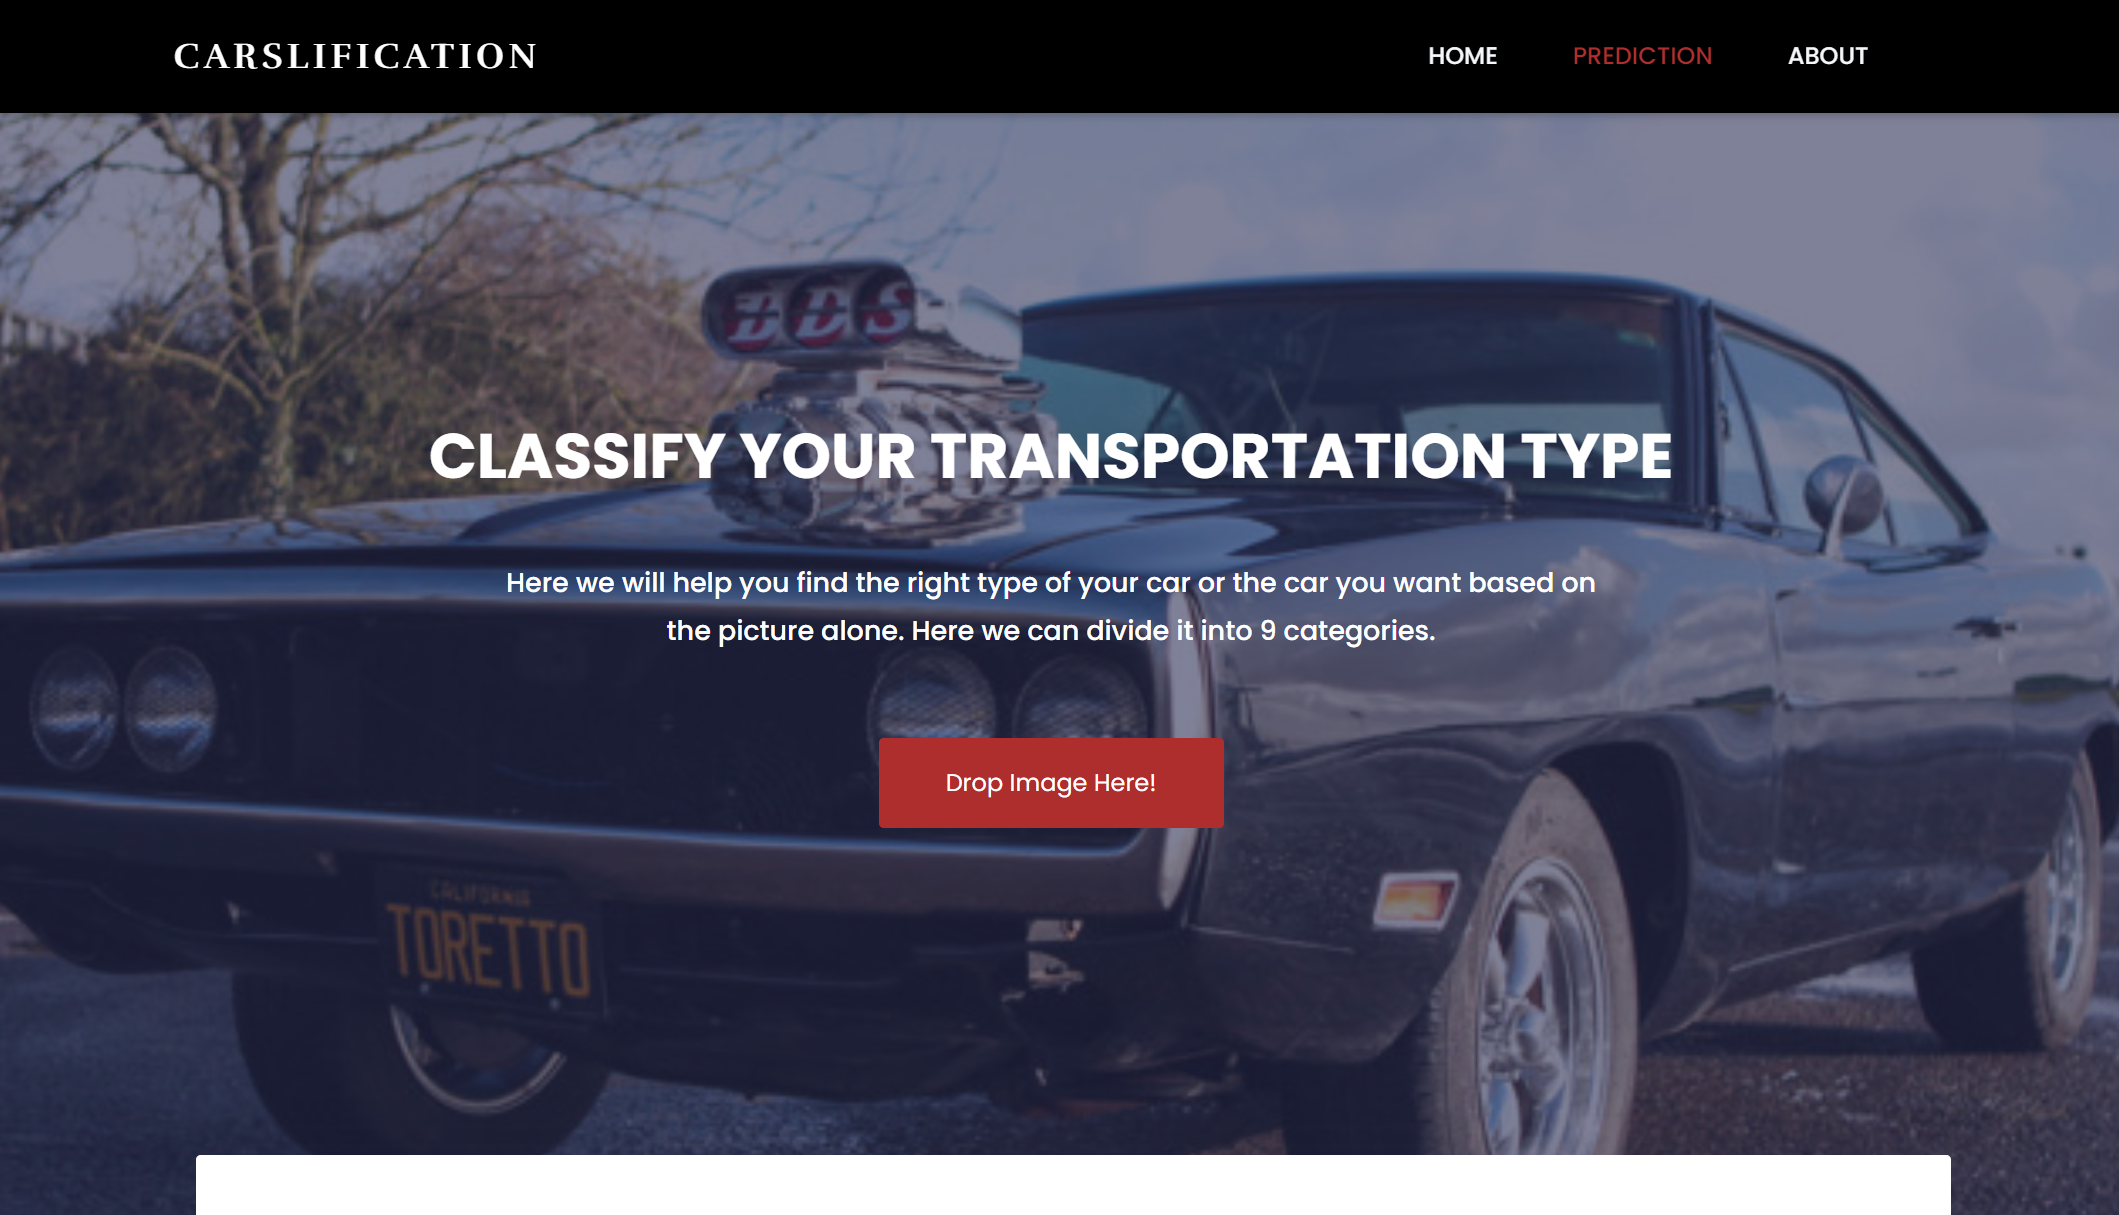 CARSLIFICATION
HOME
PREDICTION
ABOUT
BDS
CLASSIFY YOUR TRANSPORTATION TYPE
Here we will help you find the right type of your car or the car you want based on
the picture alone. Here we can divide it into 9 categories.
Drop Image Here!
CALIFORNIA
TORETTO